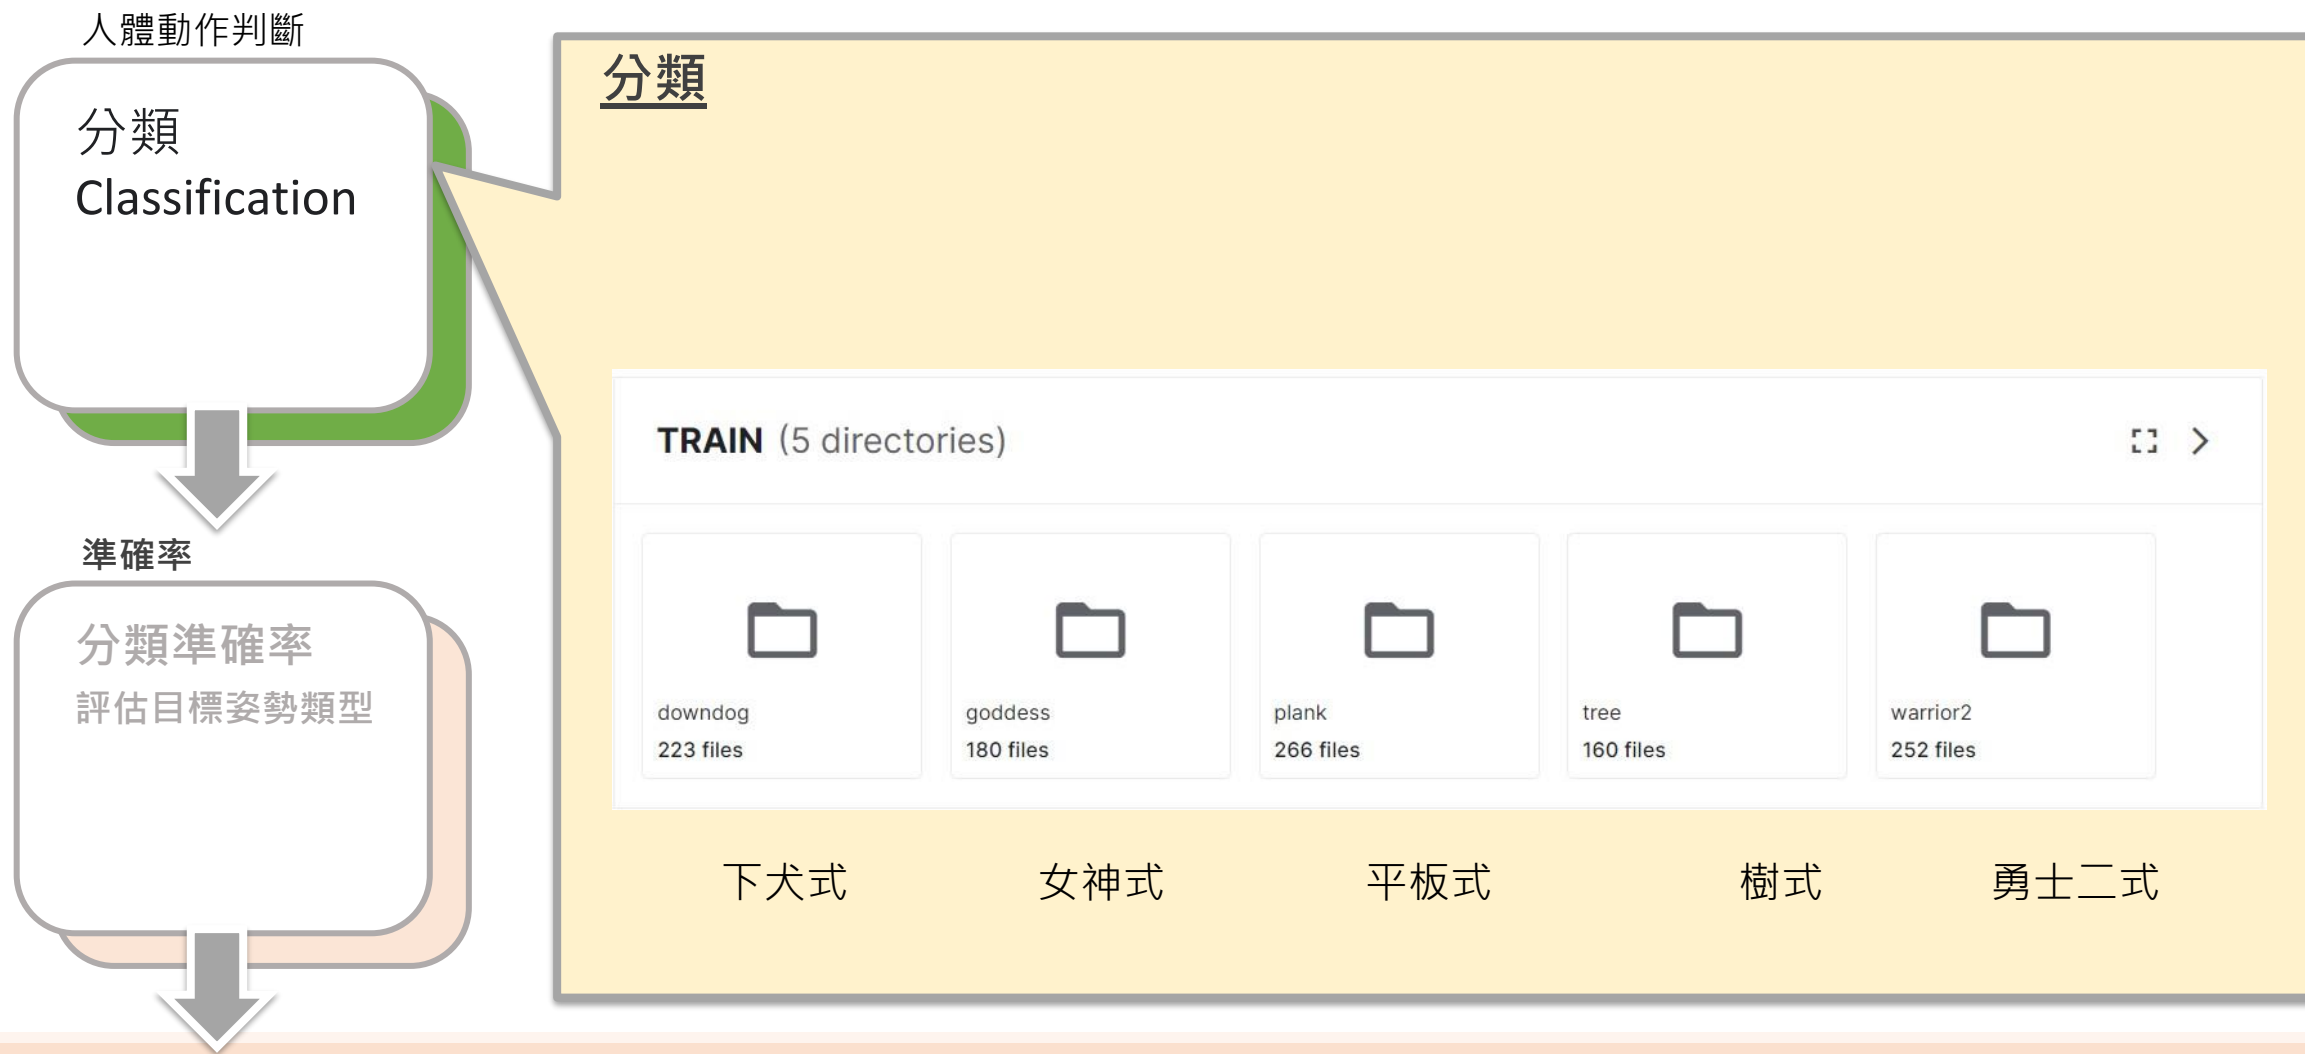 人體動作判斷
分類
Classification
準確率
分類準確率
評估目標姿勢類型
分類
TRAIN (5 directories)
downdog
223 files
goddess
180 files
plank
266 files
tree
160 files
warrior2
252 files
下犬式
女神式
平板式
樹式
勇士二式